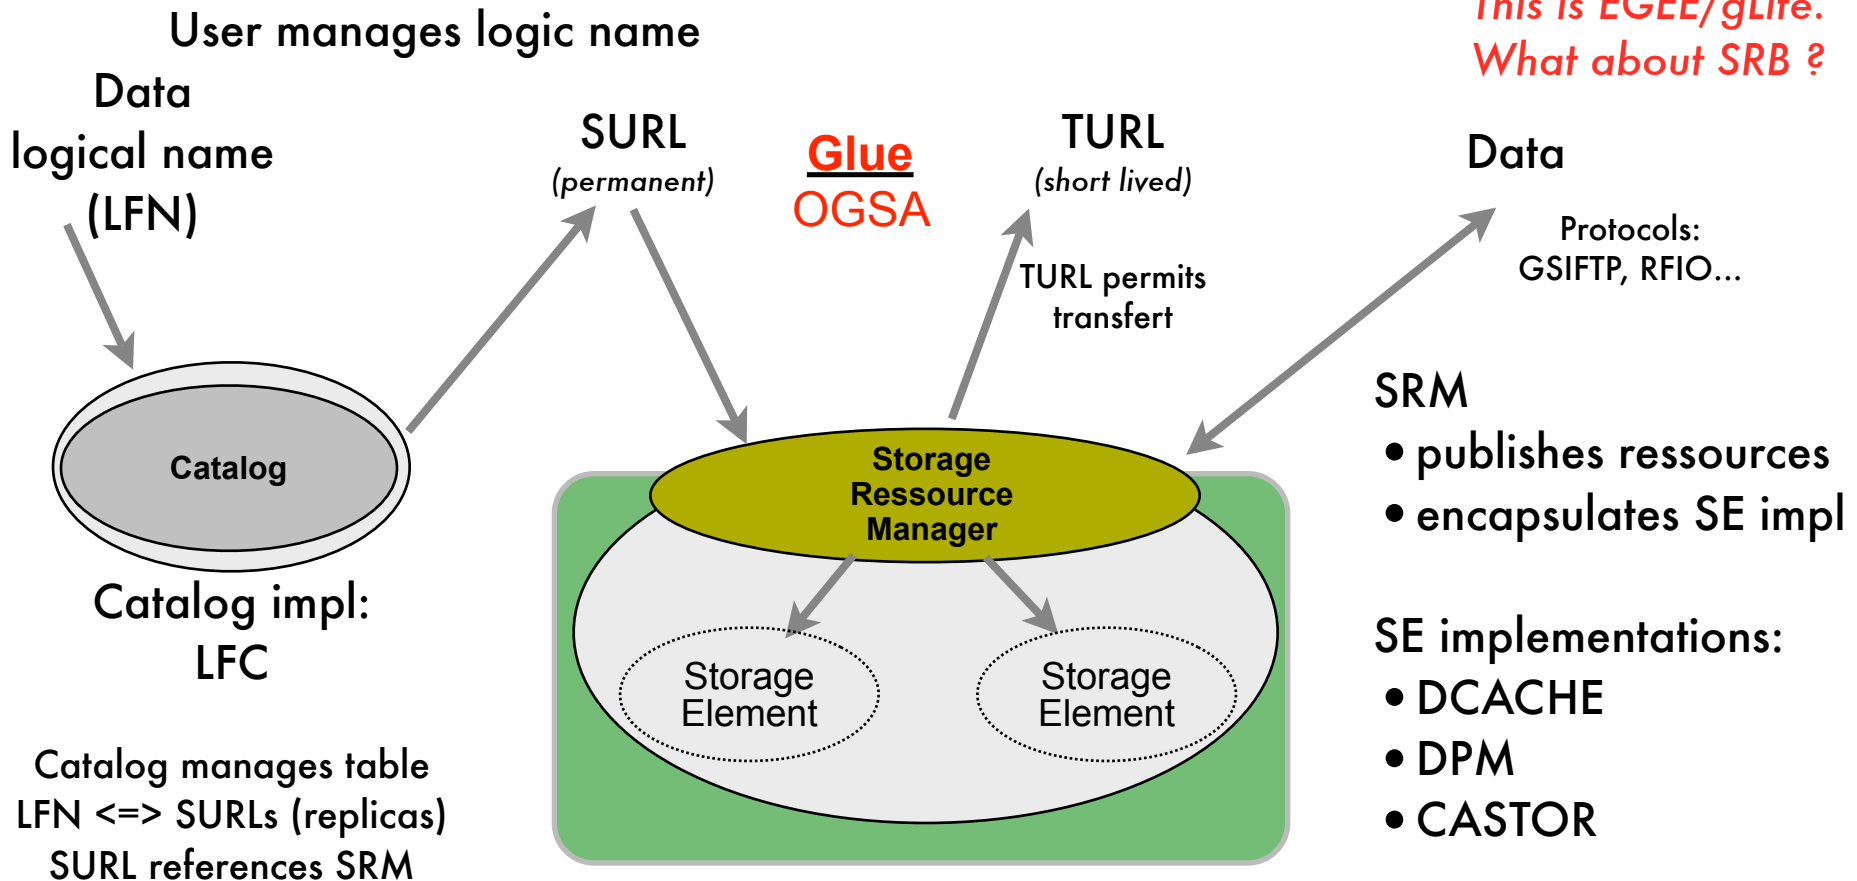 User manages logic name
This is EGEE/gLite.
What about SRB ?
Data
logical name
(LFN)
SURL
(permanent)
Glue
OGSA
TURL
(short lived)
Data
Protocols:
GSIFTP, RFIO...
TURL permits
transfert
Catalog
Storage
Ressource
Manager
SRM
• publishes ressources
• encapsulates SE impl
Catalog impl:
LFC
Storage
Element
Storage
Element
SE implementations:
• DCACHE
• DPM
• CASTOR
Catalog manages table
LFN <=> SURLs (replicas)
SURL references SRM